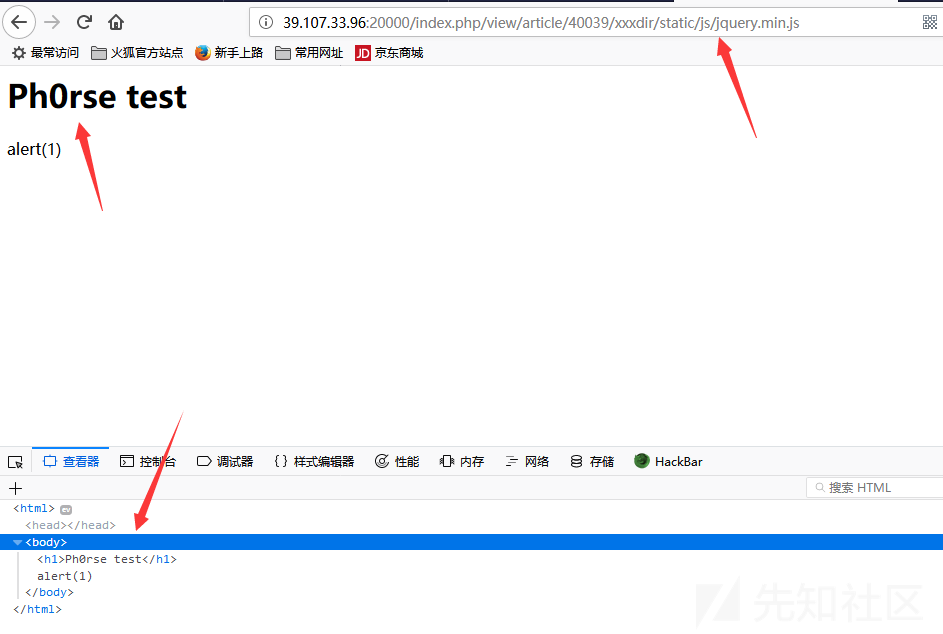 39.107.33.96:20000/index.php/view/article/40039/xxxdir/static/js/jquery.min.js
最常访问 火狐官方站点 新手上路 常用网址 JD 京东商城
Ph0rse test
alert(1)
查看器 控制台 调试器 {} 样式编辑器 性能 内存 网络 存储 HackBar
+ 搜索 HTML
<html> ev
<head></head>
<body>
<h1>Ph0rse test</h1>
alert(1)
</body>
</html>
先知社区